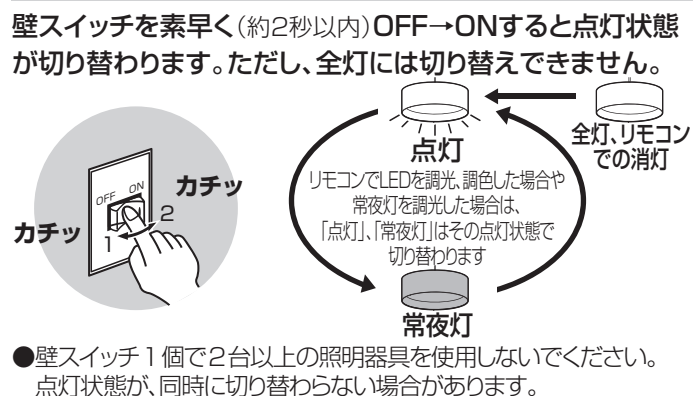 壁スイッチを素早く（約2秒以内）OFF→ONすると点灯状態
が切り替わります。ただし、全灯には切り替えできません。
OFF ON
カチッ
2
カチッ
1
点灯
全灯、リモコン
での消灯
リモコンでLEDを調光、調色した場合や
常夜灯を調光した場合は、
「点灯」、「常夜灯」はその点灯状態で
切り替わります
常夜灯
●壁スイッチ1個で2台以上の照明器具を使用しないでください。
点灯状態が、同時に切り替わらない場合があります。